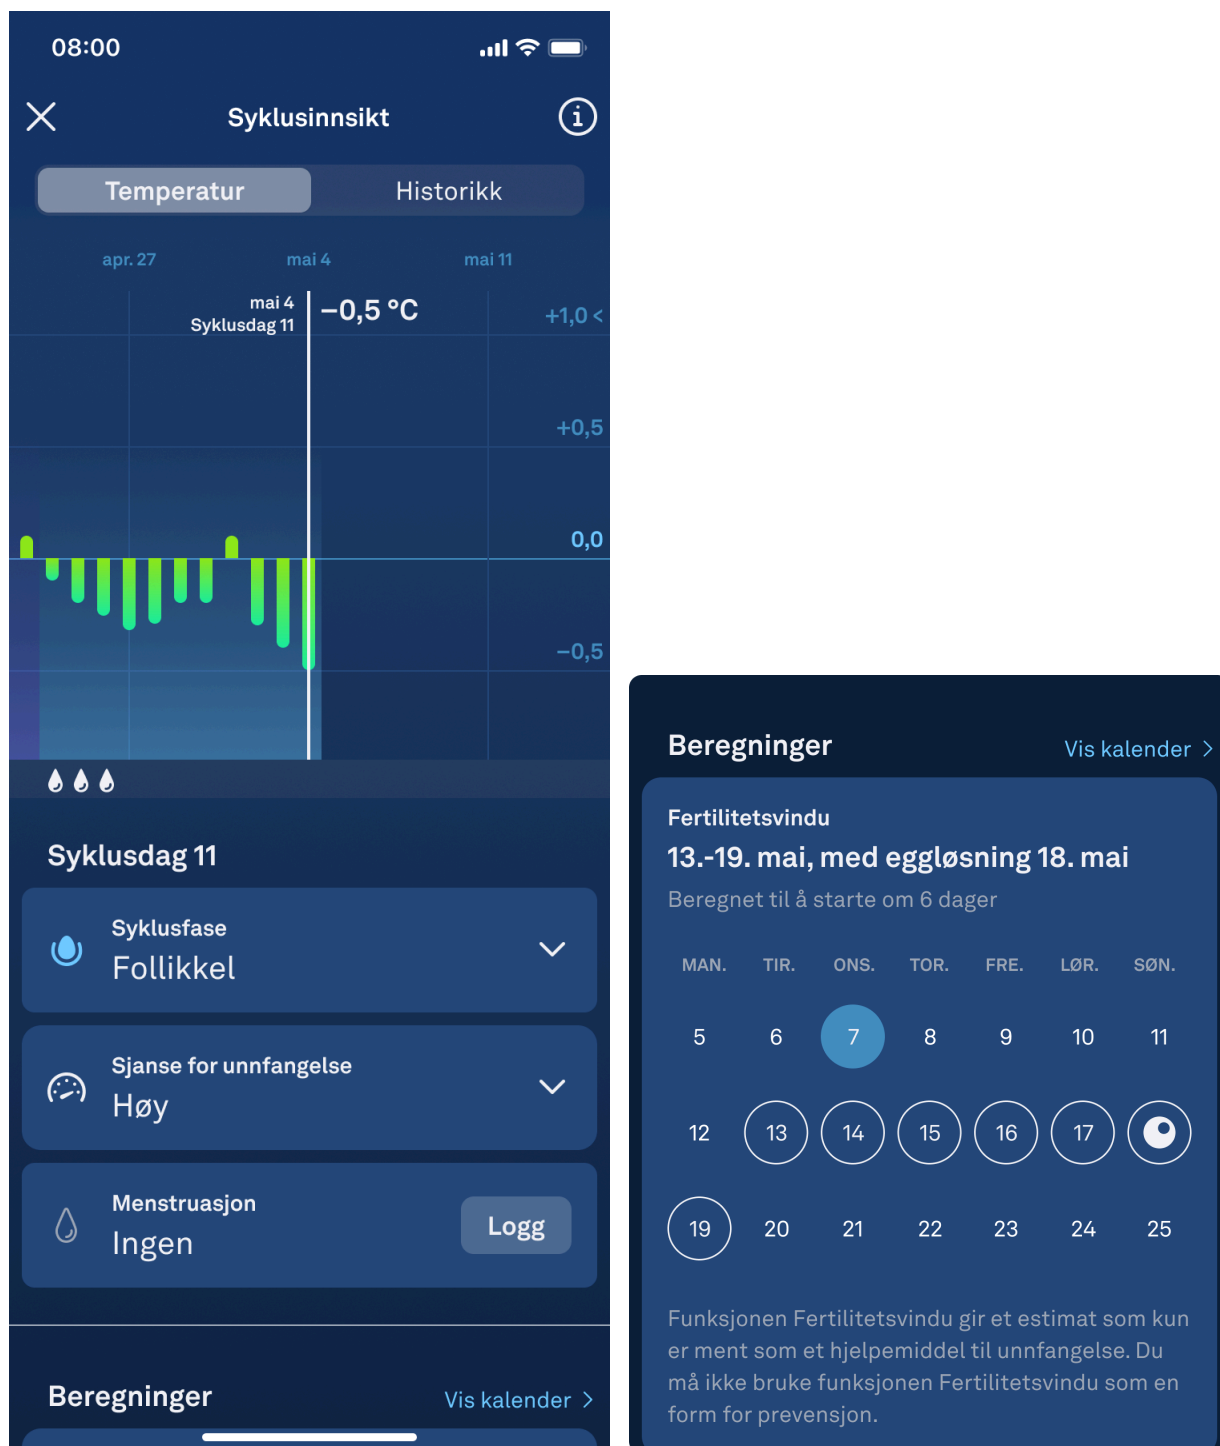 08:00
Syklusinnsikt
Temperatur
Historikk
apr. 27
mai 4
mai 11
mai 4
Syklusdag 11
−0,5 °C
+1,0 <
+0,5
0,0
−0,5
Syklusdag 11
Syklusfase
Follikkel
Sjanse for unnfangelse
Høy
Menstruasjon
Ingen
Logg
Beregninger
Vis kalender >
Beregninger
Vis kalender >
Fertilitetsvindu
13.-19. mai, med eggløsning 18. mai
Beregnet til å starte om 6 dager
MAN. TIR. ONS. TOR. FRE. LØR. SØN.
5 6 7 8 9 10 11
12 13 14 15 16 17
19 20 21 22 23 24 25
Funksjonen Fertilitetsvindu gir et estimat som kun
er ment som et hjelpemiddel til unnfangelse. Du
må ikke bruke funksjonen Fertilitetsvindu som en
form for prevensjon.